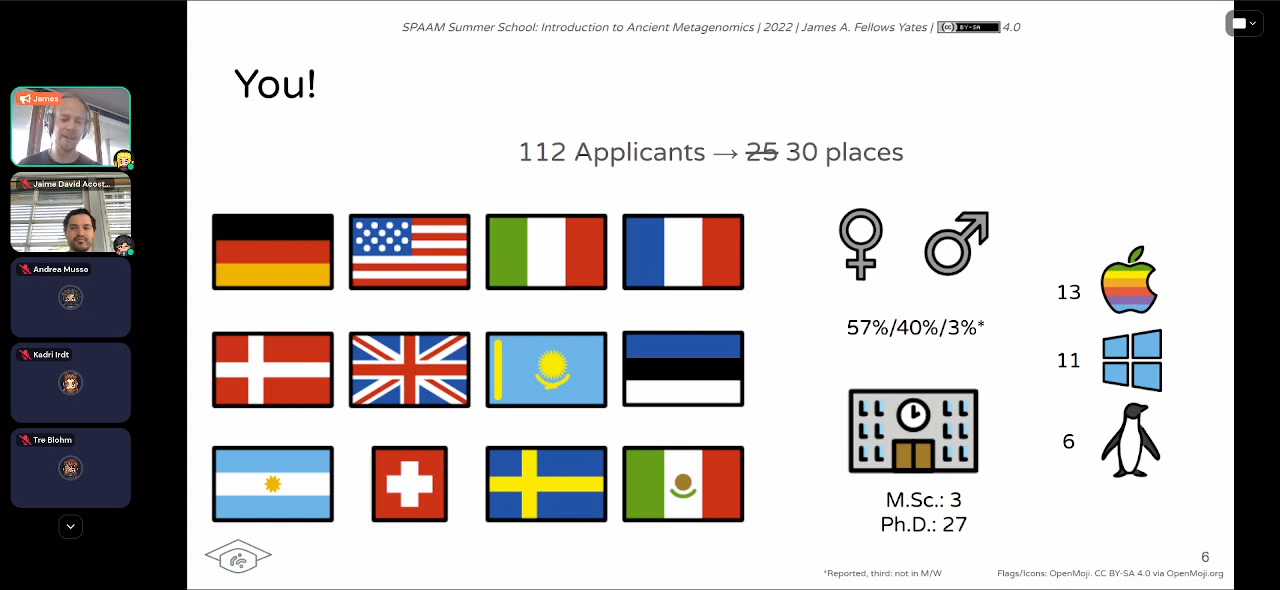 SPAAM Summer School: Introduction to Ancient Metagenomics | 2022 | James A. Fellows Yates | cc BY-SA 4.0
You!
112 Applicants → 25 30 places
James
Jaime David Acost...
Andrea Musso
Kadri Irdt
Tre Blohm
57%/40%/3%*
13
11
6
M.Sc.: 3
Ph.D.: 27
6
*Reported, third: not in M/W
Flags/Icons: OpenMoji. CC BY-SA 4.0 via OpenMoji.org